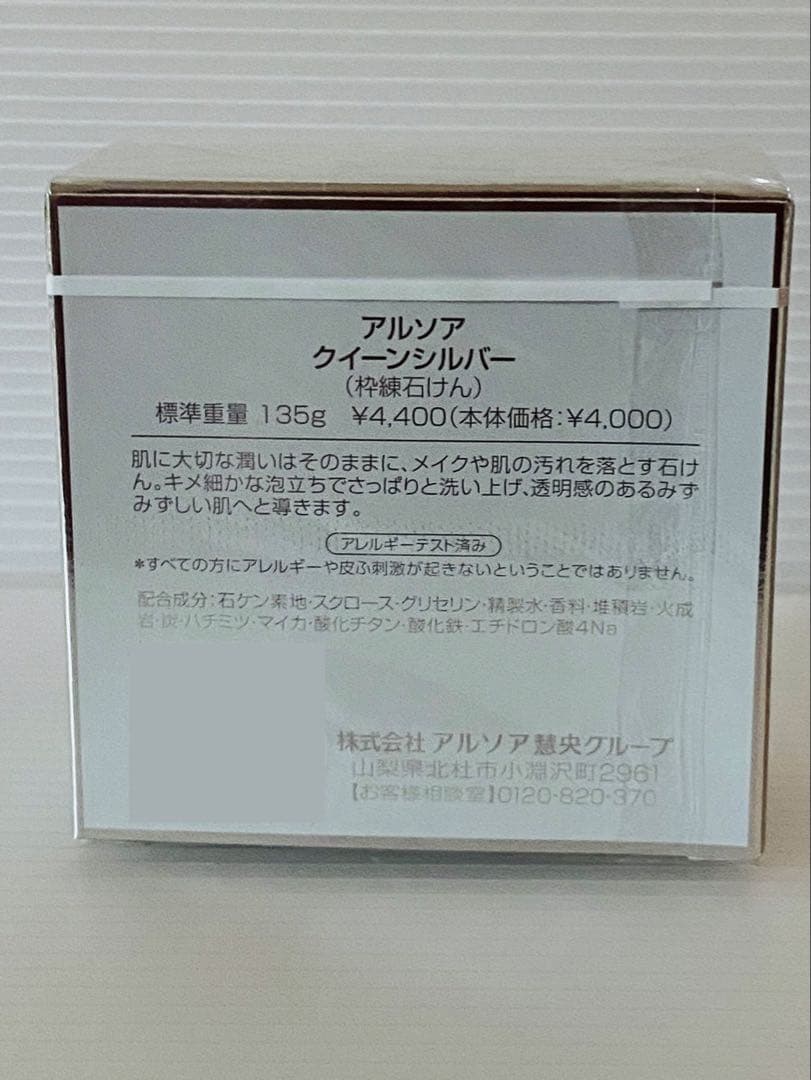 アルソア
クイーンシルバー
(枠練石けん)
標準重量 135g ¥4,400(本体価格:¥4,000)
肌に大切な潤いはそのままに、メイクや肌の汚れを落とす石け
ん。キメ細かな泡立ちでさっぱりと洗い上げ、透明感のあるみず
みずしい肌へと導きます。
アレルギーテスト済み
*すべての方にアレルギーや皮ふ刺激が起きないということではありません。
配合成分:石ケン素地・スクロース・グリセリン・精製水・香料・堆積岩・火成
岩・炭・ハチミツ・マイカ・酸化チタン・酸化鉄・エチドロン酸4Na
株式会社 アルソア慧央グループ
山梨県北杜市小淵沢町2961
【お客様相談室】0120-820-370